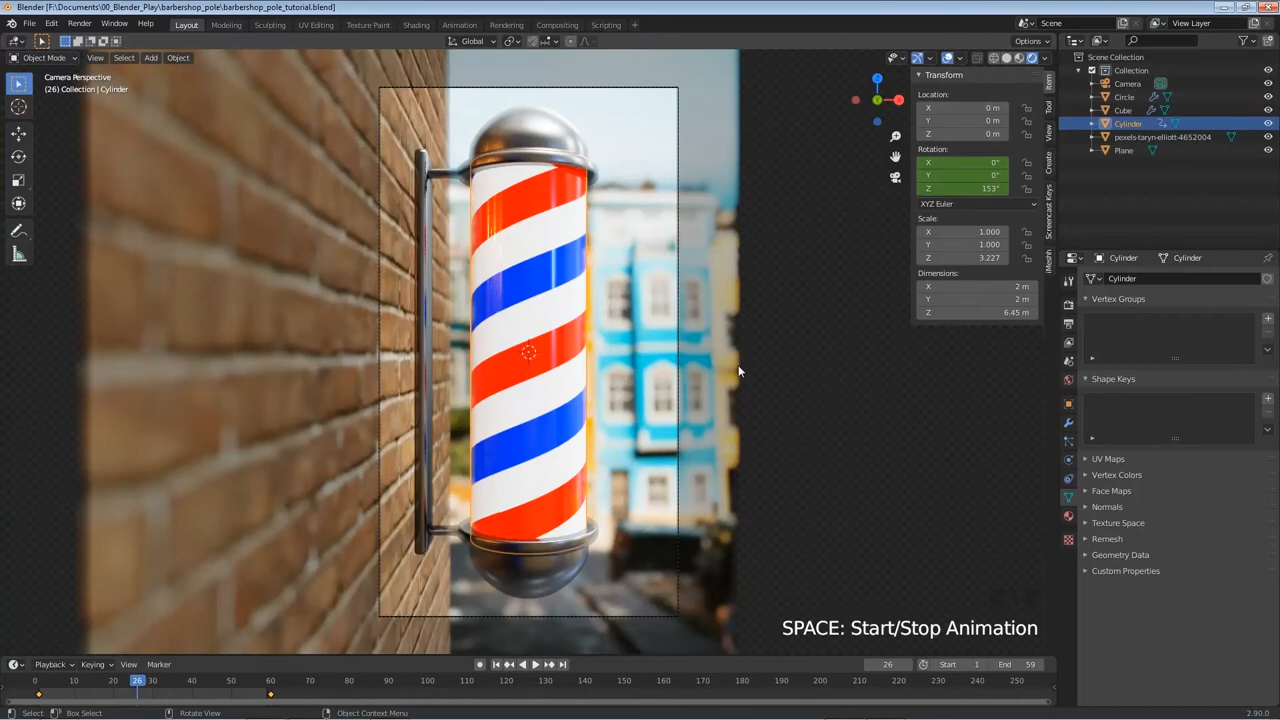 Blender [F:\Documents\00_Blender_Play\barbershop_pole\barbershop_pole_tutorial.blend]
File Edit Render Window Help Layout Modeling Sculpting UV Editing Texture Paint Shading Animation Rendering Compositing Scripting + Scene View Layer
Global Options
Object Mode View Select Add Object
Camera Perspective
(26) Collection | Cylinder
Transform
Location:
X 0 m
Y 0 m
Z 0 m
Rotation:
X 0°
Y 0°
Z 153°
XYZ Euler
Scale:
X 1.000
Y 1.000
Z 3.227
Dimensions:
X 2 m
Y 2 m
Z 6.45 m
Item
Tool
View
Create
Screencast Keys
iMeshh
Scene Collection
Collection
Camera
Circle
Cube
Cylinder
pexels-taryn-elliott-4652004
Plane
Cylinder Cylinder
Cylinder
Vertex Groups
Shape Keys
UV Maps
Vertex Colors
Face Maps
Normals
Texture Space
Remesh
Geometry Data
Custom Properties
SPACE: Start/Stop Animation
Playback Keying View Marker 26 Start 1 End 59
0 10 20 26 30 40 50 60 70 80 90 100 110 120 130 140 150 160 170 180 190 200 210 220 230 240 250
Select Box Select Rotate View Object Context Menu 2.90.0